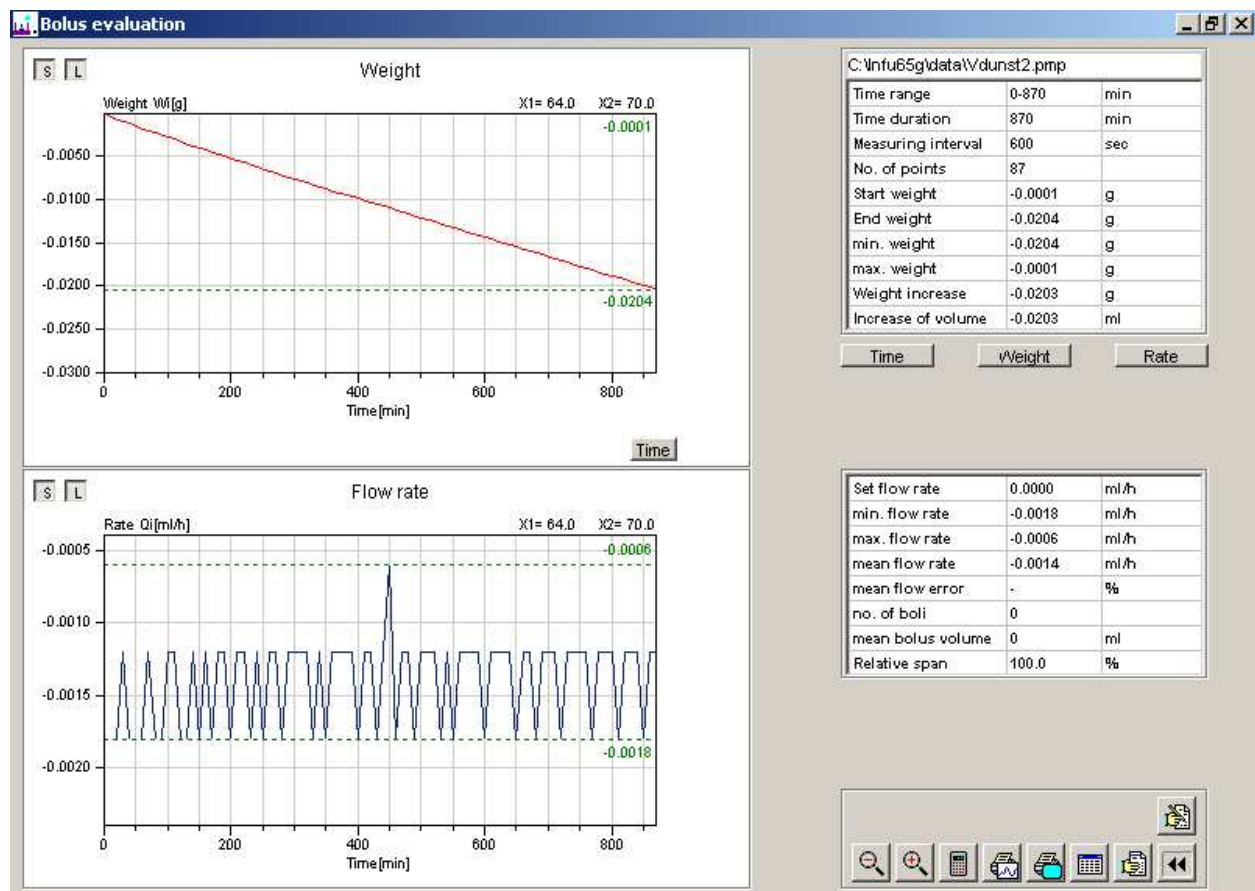 Bolus evaluation
S L
Weight
Weight Wi[g] X1= 64.0 X2= 70.0
-0.0001
-0.0050
-0.0100
-0.0150
-0.0200
-0.0204
-0.0250
-0.0300
0 200 400 600 800
Time[min]
Time
S L
Flow rate
Rate Qi[ml/h] X1= 64.0 X2= 70.0
-0.0005
-0.0006
-0.0010
-0.0015
-0.0018
-0.0020
0 200 400 600 800
Time[min]
C:\Infu65g\data\Vdunst2.pmp
Time range 0-870 min
Time duration 870 min
Measuring interval 600 sec
No. of points 87
Start weight -0.0001 g
End weight -0.0204 g
min. weight -0.0204 g
max. weight -0.0001 g
Weight increase -0.0203 g
Increase of volume -0.0203 ml
Time Weight Rate
Set flow rate 0.0000 ml/h
min. flow rate -0.0018 ml/h
max. flow rate -0.0006 ml/h
mean flow rate -0.0014 ml/h
mean flow error - %
no. of boli 0
mean bolus volume 0 ml
Relative span 100.0 %